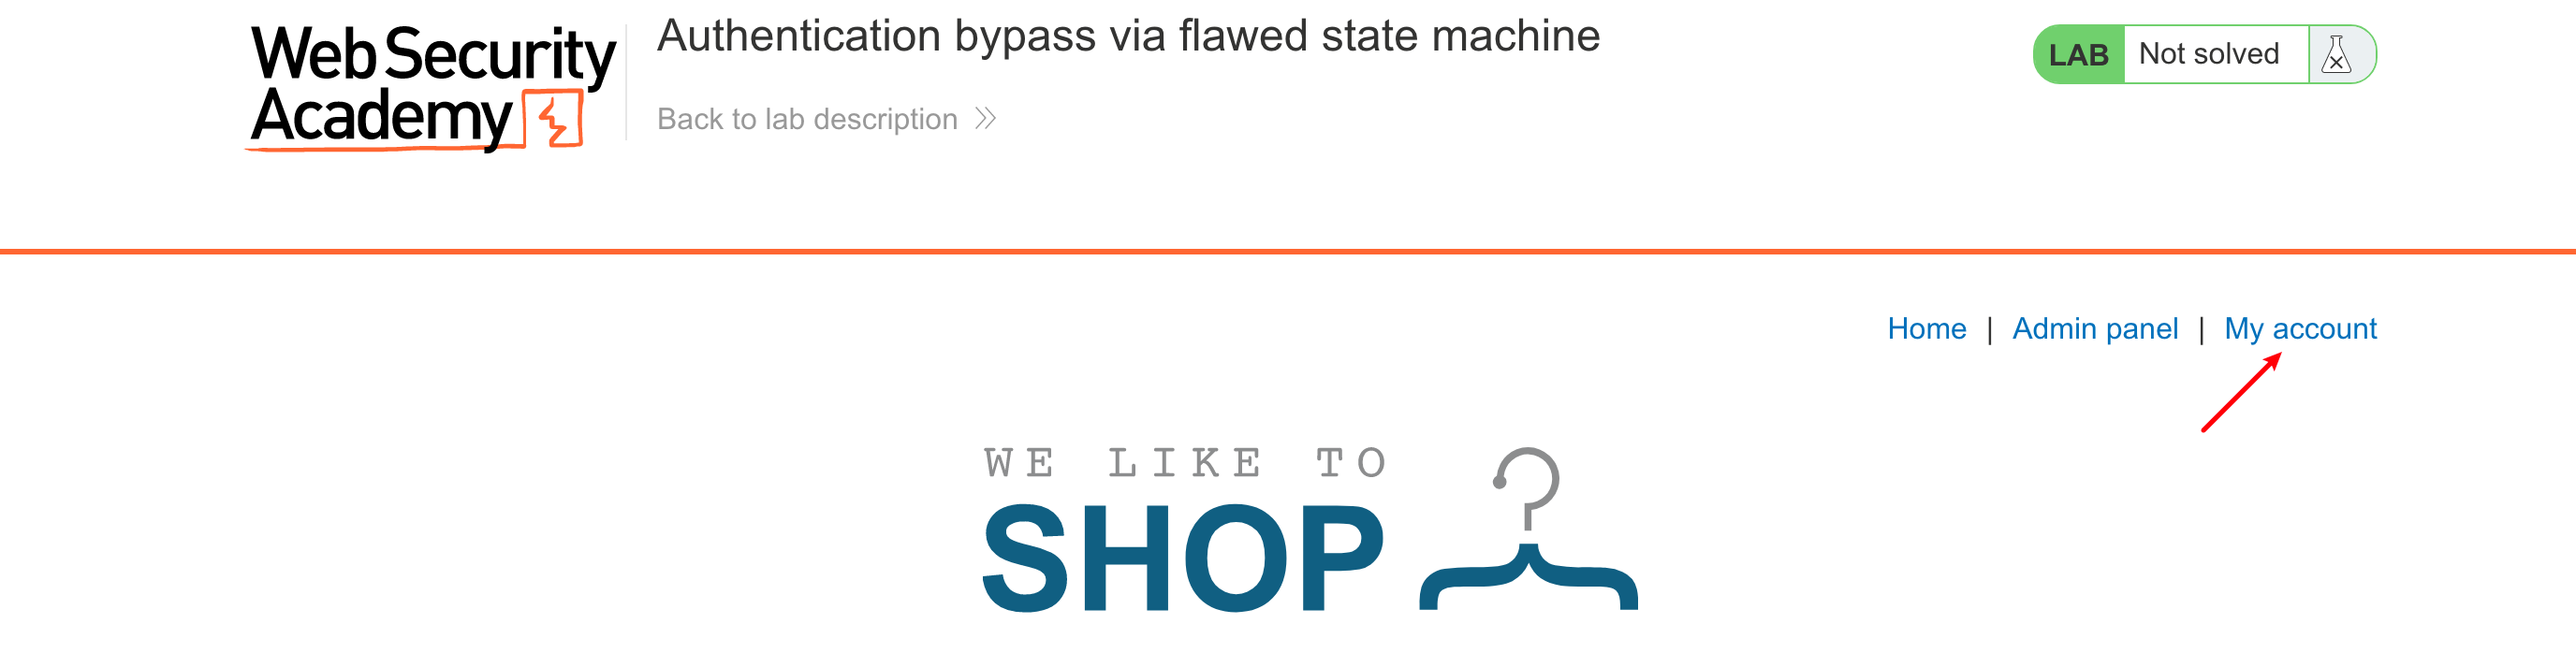 Web Security
Academy
Authentication bypass via flawed state machine
Back to lab description
LAB Not solved
Home | Admin panel | My account
WE LIKE TO
SHOP